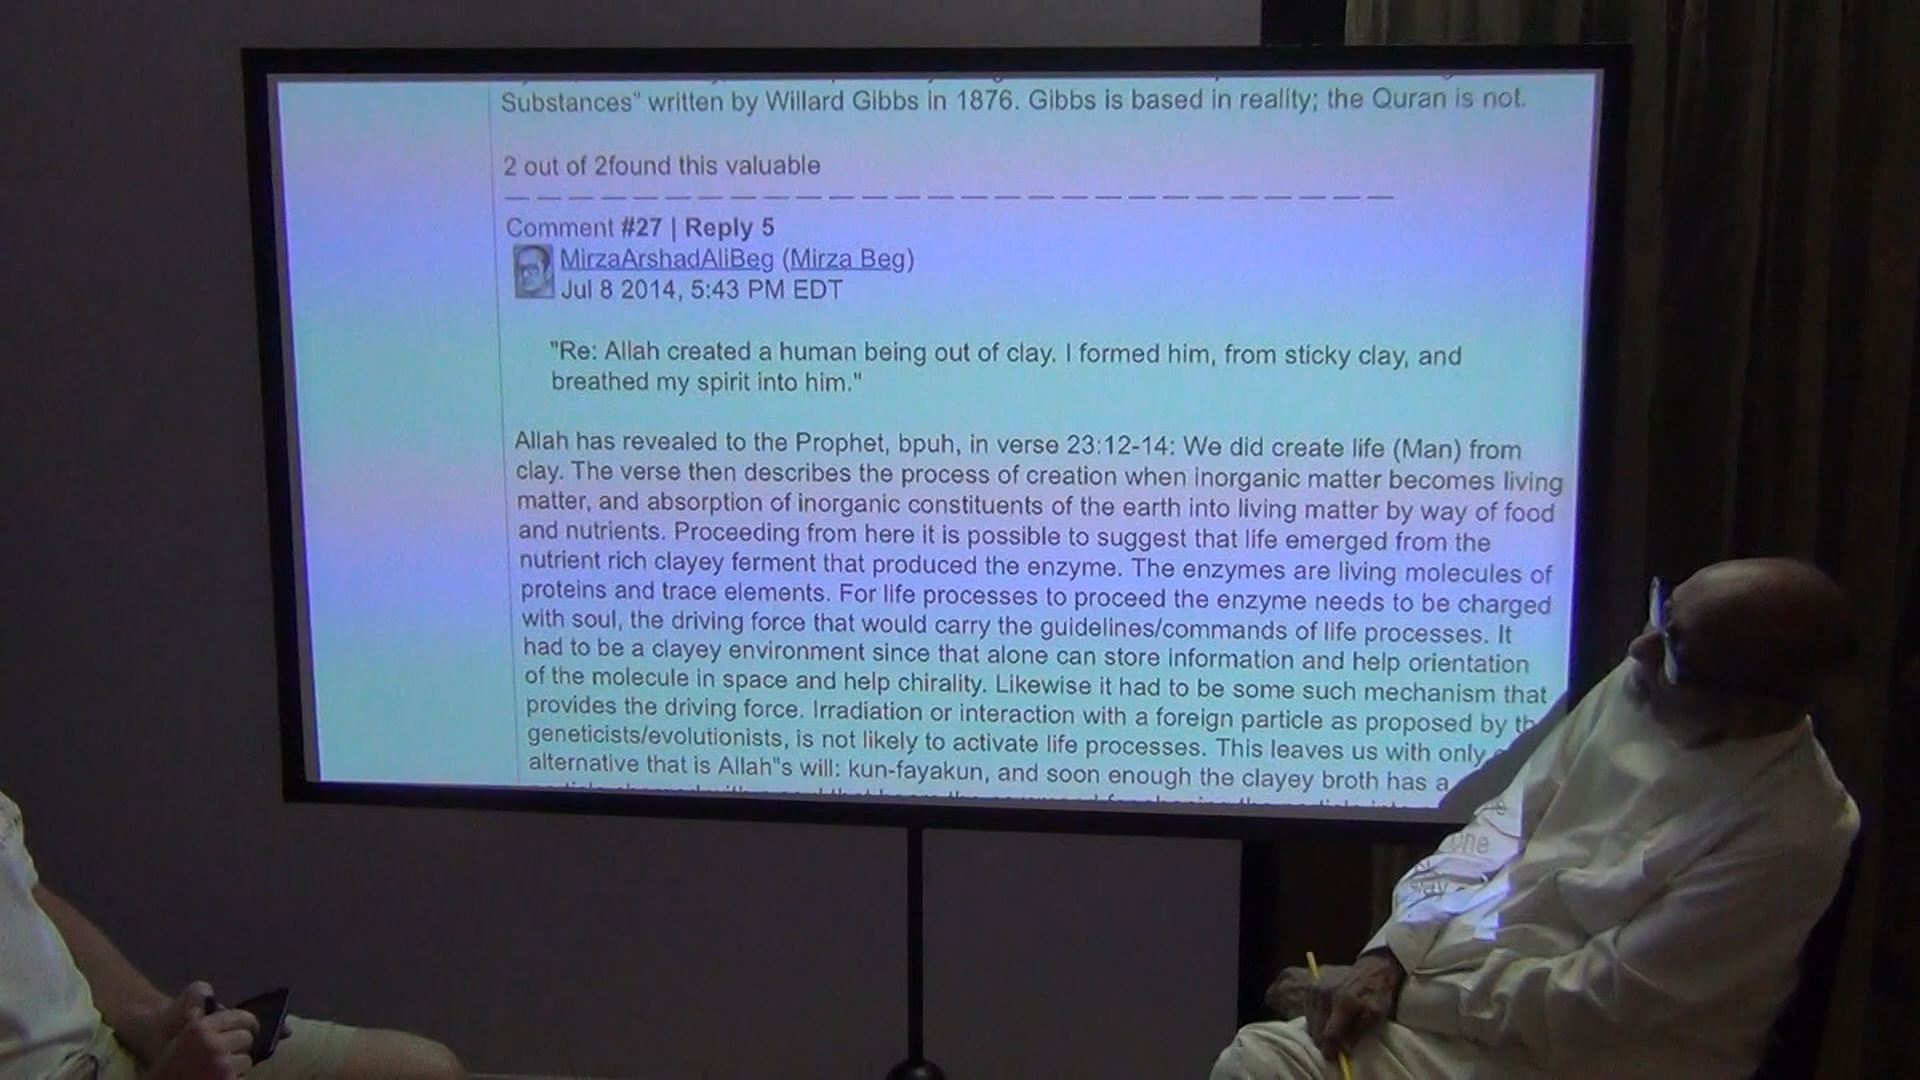 Substances" written by Willard Gibbs in 1876. Gibbs is based in reality; the Quran is not.
2 out of 2found this valuable
Comment #27 | Reply 5
MirzaArshadAliBeg (Mirza Beg)
Jul 8 2014, 5:43 PM EDT
"Re: Allah created a human being out of clay. I formed him, from sticky clay, and
breathed my spirit into him."
Allah has revealed to the Prophet, bpuh, in verse 23:12-14: We did create life (Man) from
clay. The verse then describes the process of creation when inorganic matter becomes living
matter, and absorption of inorganic constituents of the earth into living matter by way of food
and nutrients. Proceeding from here it is possible to suggest that life emerged from the
nutrient rich clayey ferment that produced the enzyme. The enzymes are living molecules of
proteins and trace elements. For life processes to proceed the enzyme needs to be charged
with soul, the driving force that would carry the guidelines/commands of life processes. It
had to be a clayey environment since that alone can store information and help orientation
of the molecule in space and help chirality. Likewise it had to be some such mechanism that
provides the driving force. Irradiation or interaction with a foreign particle as proposed by
geneticists/evolutionists, is not likely to activate life processes. This leaves us with only
alternative that is Allah"s will: kun-fayakun, and soon enough the clayey broth has a
one